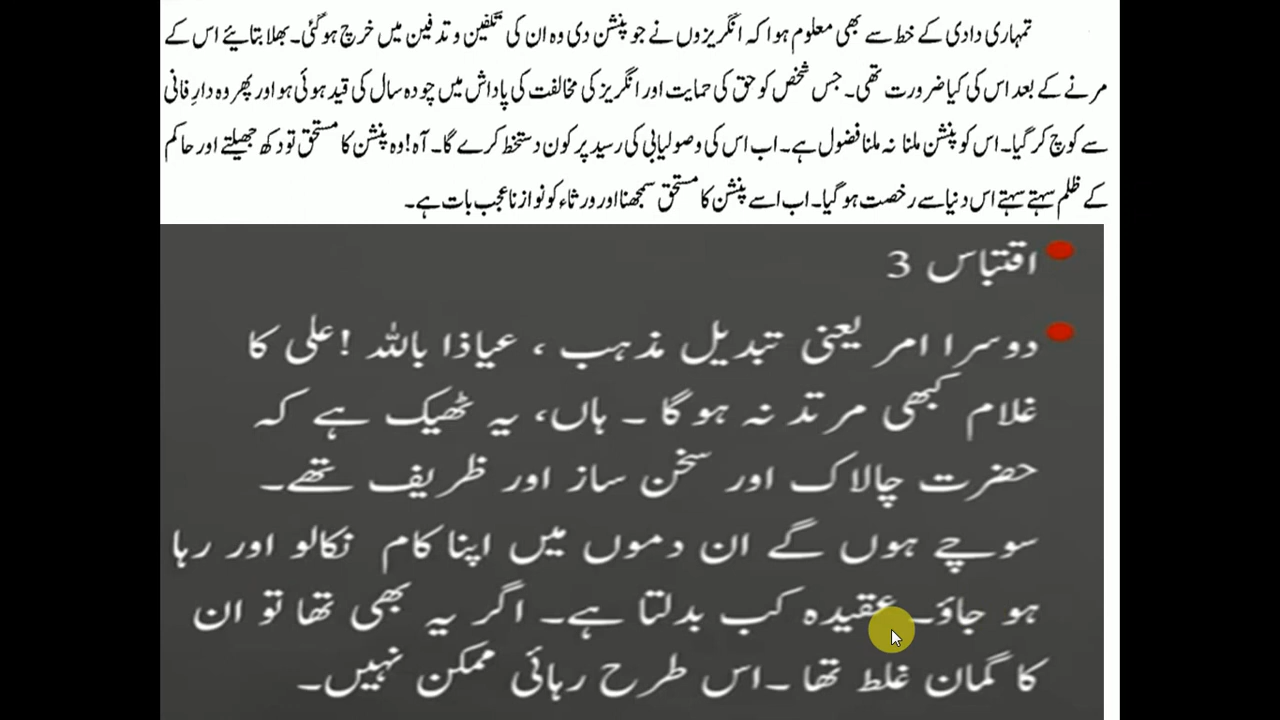 تمہاری دادی کے خط سے بھی معلوم ہوا کہ انگریزوں نے جو پنشن دی وہ ان کی تکفین و تدفین میں خرچ ہو گئی۔ بھلا بتائیے اس کے
مرنے کے بعد اس کی کیا ضرورت تھی۔ جس شخص کو حق کی حمایت اور انگریز کی مخالفت کی پاداش میں چودہ سال کی قید ہوئی ہو اور پھر وہ دارِ فانی
سے کوچ کر گیا۔ اس کو پنشن ملنا نہ ملنا فضول ہے۔ اب اس کی وصولیابی کی رسید پر کون دستخط کرے گا۔ آہ! وہ پنشن کا مستحق تو دکھ جھیلتے اور حاکم
کے ظلم سہتے سہتے اس دنیا سے رخصت ہو گیا۔ اب اسے پنشن کا مستحق سمجھنا اور ورثاء کو نوازنا عجب بات ہے۔
اقتباس 3
دوسرا امر یعنی تبدیل مذہب ، عیاذا باللہ !علی کا
غلام کبھی مرتد نہ ہو گا ۔ ہاں، یہ ٹھیک ہے کہ
حضرت چالاک اور سخن ساز اور ظریف تھے۔
سوچے ہوں گے ان دموں میں اپنا کام نکالو اور رہا
ہو جاؤ۔ عقیدہ کب بدلتا ہے۔ اگر یہ بھی تھا تو ان
کا گمان غلط تھا ۔اس طرح رہائی ممکن نہیں۔